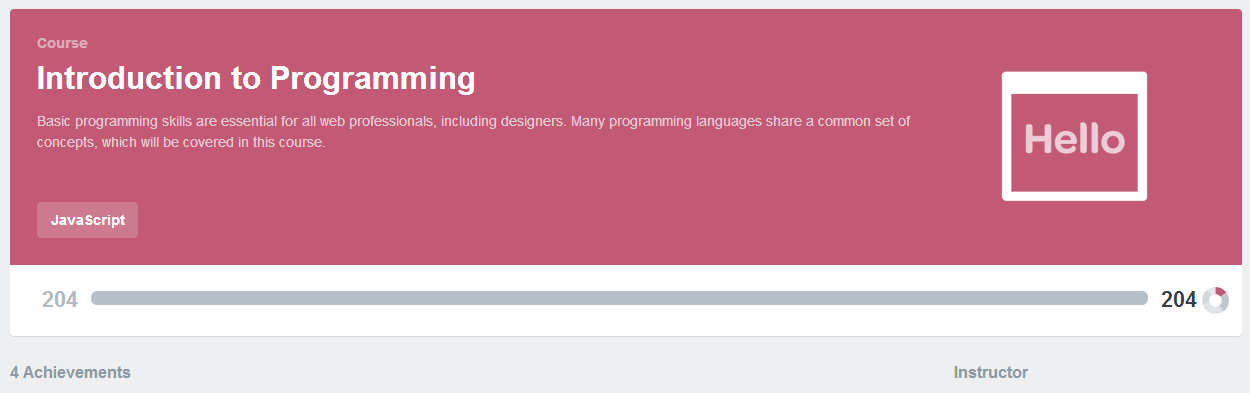 Course
Introduction to Programming
Basic programming skills are essential for all web professionals, including designers. Many programming languages share a common set of
concepts, which will be covered in this course.
Hello
JavaScript
204
204
4 Achievements
Instructor